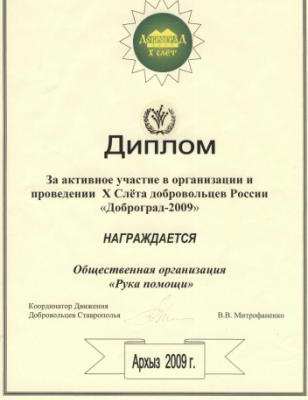 ДОБРОГРАД
X СЛЁТ
Диплом
За активное участие в организации и
проведении X Слёта добровольцев России
«Доброград-2009»
НАГРАЖДАЕТСЯ
Общественная организация
«Рука помощи»
Координатор Движения
Добровольцев Ставрополья
В.В. Митрофаненко
Архыз 2009 г.